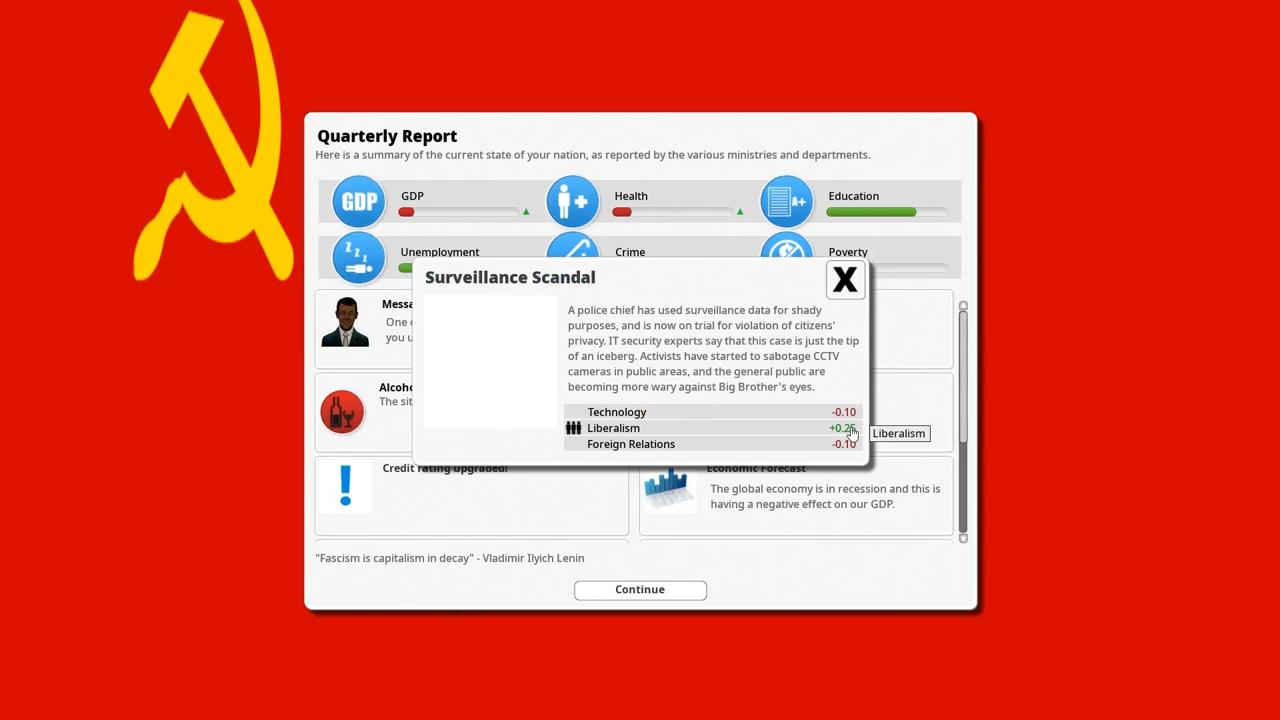 Quarterly Report
Here is a summary of the current state of your nation, as reported by the various ministries and departments.
GDP
GDP
Health
A+
Education
Unemployment
Crime
Poverty
Surveillance Scandal
X
A police chief has used surveillance data for shady
purposes, and is now on trial for violation of citizens'
privacy. IT security experts say that this case is just the tip
of an iceberg. Activists have started to sabotage CCTV
cameras in public areas, and the general public are
becoming more wary against Big Brother's eyes.
Technology -0.10
Liberalism +0.25
Foreign Relations -0.10
Liberalism
One
you u
The sit
Credit rating upgraded!
Economic Forecast
The global economy is in recession and this is
having a negative effect on our GDP.
"Fascism is capitalism in decay" - Vladimir Ilyich Lenin
Continue